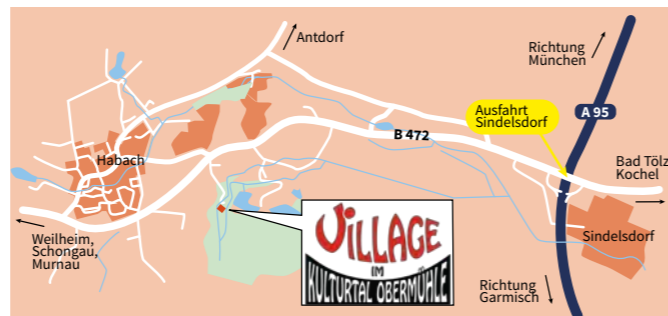 Antdorf
Richtung
München
Ausfahrt
Sindelsdorf
A 95
B 472
Habach
Bad Tölz
Kochel
Weilheim,
Schongau,
Murnau
VILLAGE
IM
KULTURTAL OBERMÜHLE
Sindelsdorf
Richtung
Garmisch